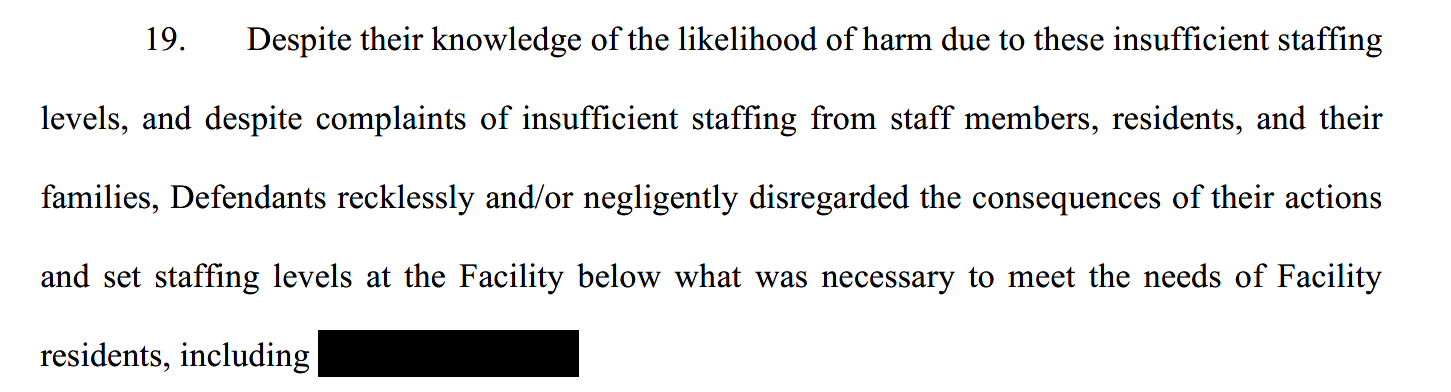 19. Despite their knowledge of the likelihood of harm due to these insufficient staffing
levels, and despite complaints of insufficient staffing from staff members, residents, and their
families, Defendants recklessly and/or negligently disregarded the consequences of their actions
and set staffing levels at the Facility below what was necessary to meet the needs of Facility
residents, including